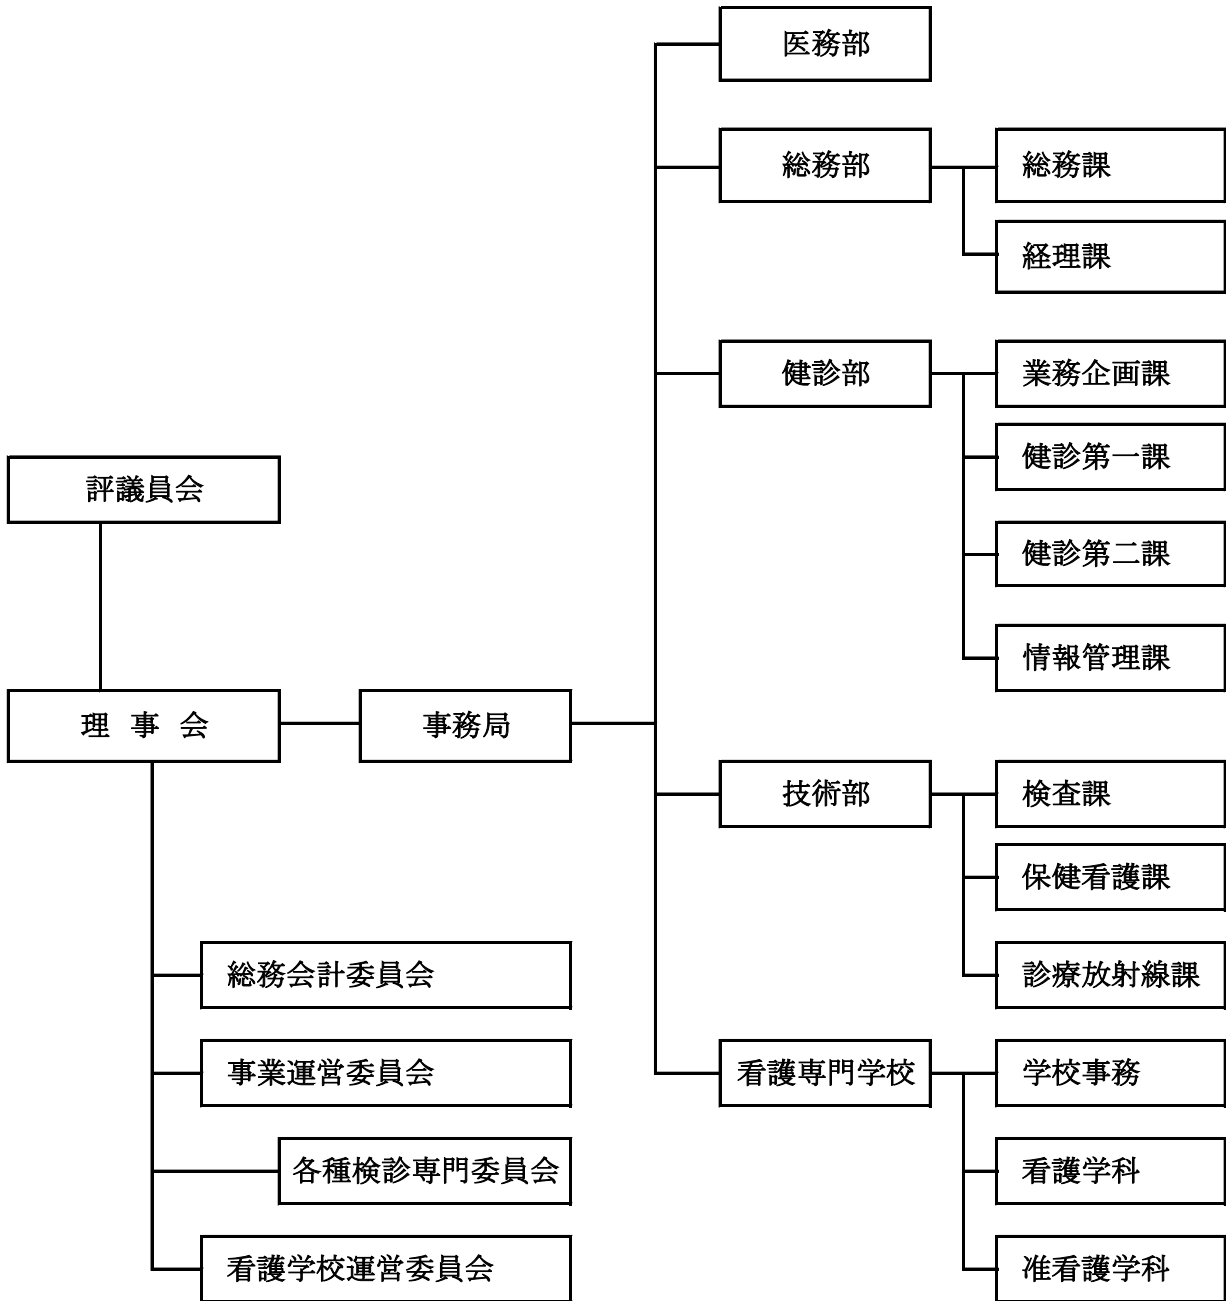 医務部
総務部
総務課
経理課
健診部
業務企画課
健診第一課
評議員会
健診第二課
情報管理課
理 事 会
事務局
技術部
検査課
保健看護課
総務会計委員会
診療放射線課
事業運営委員会
看護専門学校
学校事務
各種検診専門委員会
看護学科
看護学校運営委員会
准看護学科